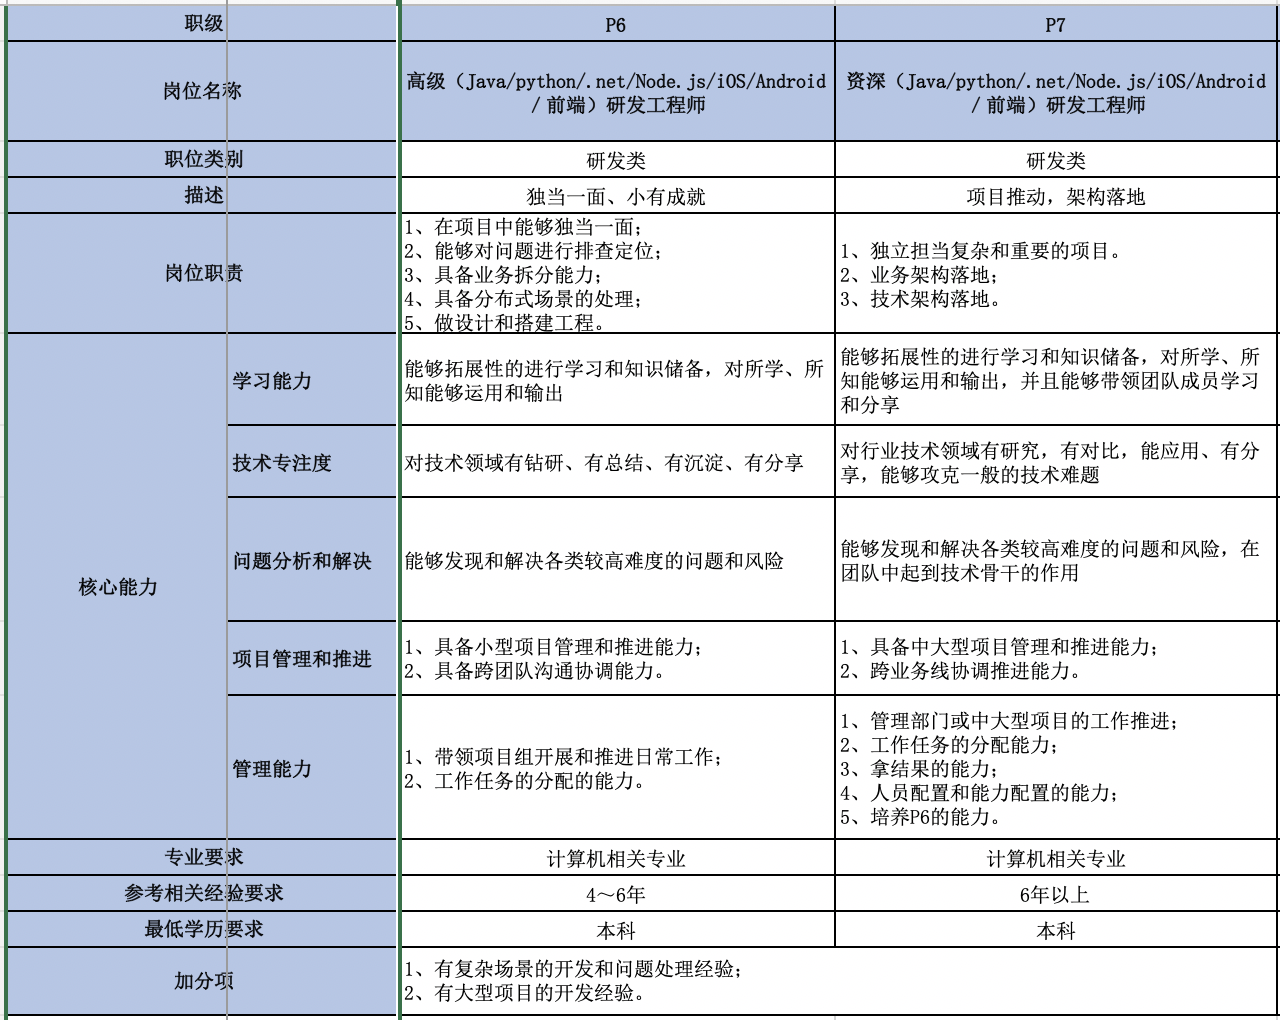 职级
P6
P7
岗位名称
高级（Java/python/.net/Node.js/iOS/Android
/ 前端）研发工程师
资深（Java/python/.net/Node.js/iOS/Android
/ 前端）研发工程师
职位类别
研发类
研发类
描述
独当一面、小有成就
项目推动，架构落地
岗位职责
1、在项目中能够独当一面；
2、能够对问题进行排查定位；
3、具备业务拆分能力；
4、具备分布式场景的处理；
5、做设计和搭建工程。
1、独立担当复杂和重要的项目。
2、业务架构落地；
3、技术架构落地。
核心能力
学习能力
能够拓展性的进行学习和知识储备，对所学、所
知能够运用和输出
能够拓展性的进行学习和知识储备，对所学、所
知能够运用和输出，并且能够带领团队成员学习
和分享
技术专注度
对技术领域有钻研、有总结、有沉淀、有分享
对行业技术领域有研究，有对比，能应用、有分
享，能够攻克一般的技术难题
问题分析和解决
能够发现和解决各类较高难度的问题和风险
能够发现和解决各类较高难度的问题和风险，在
团队中起到技术骨干的作用
项目管理和推进
1、具备小型项目管理和推进能力；
2、具备跨团队沟通协调能力。
1、具备中大型项目管理和推进能力；
2、跨业务线协调推进能力。
管理能力
1、带领项目组开展和推进日常工作；
2、工作任务的分配的能力。
1、管理部门或中大型项目的工作推进；
2、工作任务的分配能力；
3、拿结果的能力；
4、人员配置和能力配置的能力；
5、培养P6的能力。
专业要求
计算机相关专业
计算机相关专业
参考相关经验要求
4～6年
6年以上
最低学历要求
本科
本科
加分项
1、有复杂场景的开发和问题处理经验；
2、有大型项目的开发经验。